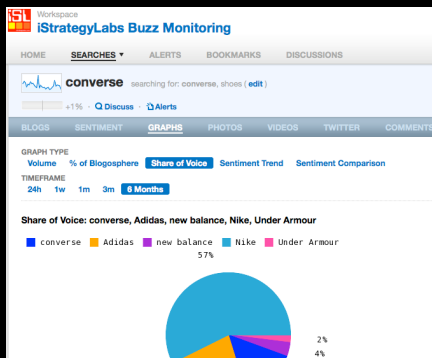 iSL Workspace
iStrategyLabs Buzz Monitoring
HOME SEARCHES ▾ ALERTS BOOKMARKS DISCUSSIONS
converse searching for: converse, shoes ( edit )
+1% · Discuss · Alerts
BLOGS SENTIMENT GRAPHS PHOTOS VIDEOS TWITTER COMMENTS
GRAPH TYPE
Volume % of Blogosphere Share of Voice Sentiment Trend Sentiment Comparison
TIMEFRAME
24h 1w 1m 3m 6 Months
Share of Voice: converse, Adidas, new balance, Nike, Under Armour
converse Adidas new balance Nike Under Armour
57%
2%
4%